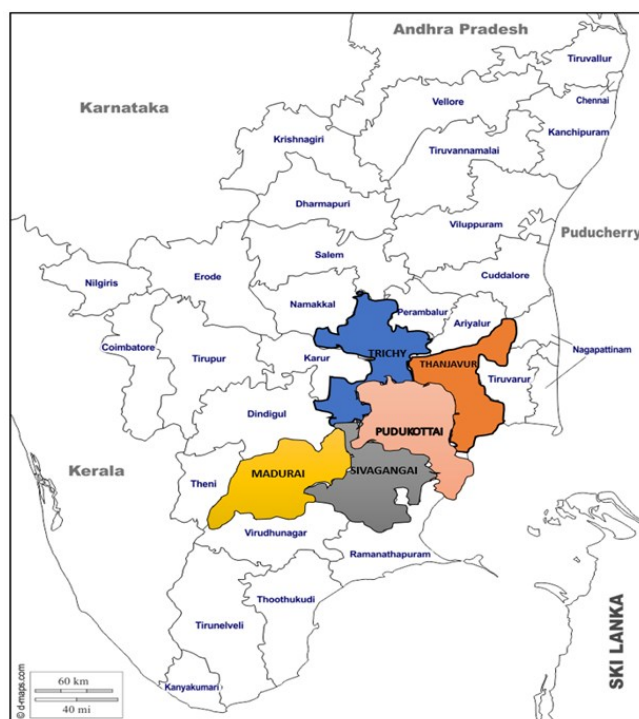 Andhra Pradesh
Tiruvallur
Chennai
Vellore
Karnataka
Kanchipuram
Krishnagiri
Tiruvannamalai
Dharmapuri
Viluppuram
Puducherry
Salem
Cuddalore
Nilgiris
Erode
Namakkal
Perambalur
Ariyalur
Coimbatore
Tirupur
Karur
TRICHY
Nagapattinam
THANJAVUR
Tiruvarur
Dindigul
PUDUKOTTAI
Kerala
MADURAI
SIVAGANGAI
Theni
Virudhunagar
Ramanathapuram
Thoothukudi
Tirunelveli
SKI LANKA
Kanyakumari
60 km
40 mi
© d-maps.com